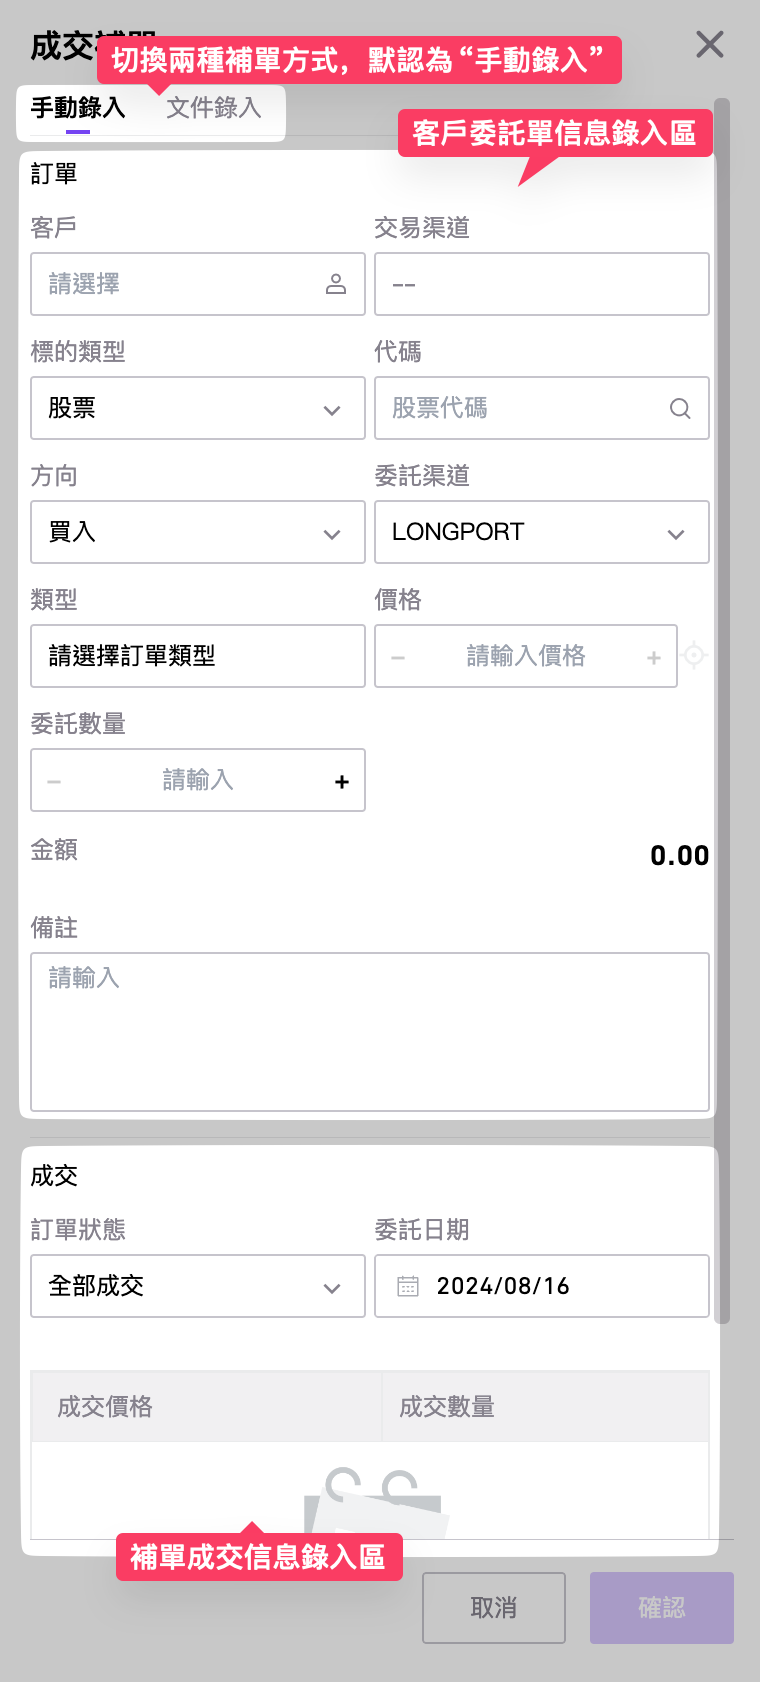 成交補單
切換兩種補單方式，默認為“手動錄入”
手動錄入 文件錄入
客戶委託單信息錄入區
訂單
客戶 交易渠道
請選擇 --
標的類型 代碼
股票 股票代碼
方向 委託渠道
買入 LONGPORT
類型 價格
請選擇訂單類型 − 請輸入價格 +
委託數量
− 請輸入 +
金額 0.00
備註
請輸入
成交
訂單狀態 委託日期
全部成交 2024/08/16
成交價格 成交數量
補單成交信息錄入區
取消 確認